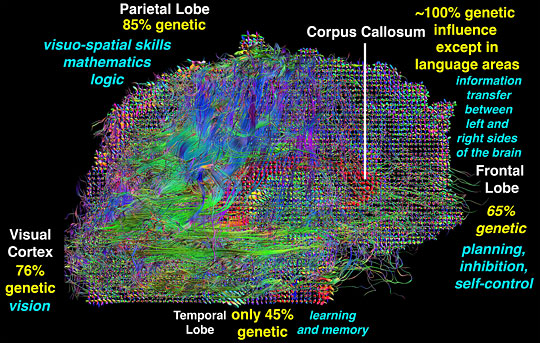 Parietal Lobe
85% genetic
visuo-spatial skills
mathematics
logic
Corpus Callosum
~100% genetic
influence
except in
language areas
information
transfer
between
left and
right sides
of the brain
Frontal
Lobe
65%
genetic
planning,
inhibition,
self-control
Visual
Cortex
76%
genetic
vision
Temporal
Lobe
only 45%
genetic
learning
and memory